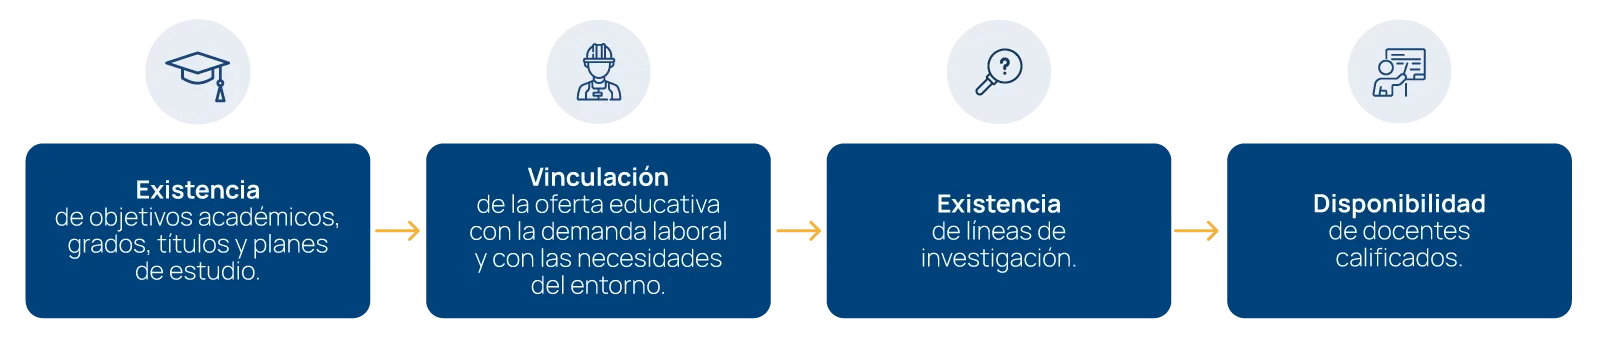 ?
Existencia
de objetivos académicos,
grados, títulos y planes
de estudio.
Vinculación
de la oferta educativa
con la demanda laboral
y con las necesidades
del entorno.
Existencia
de líneas de
investigación.
Disponibilidad
de docentes
calificados.